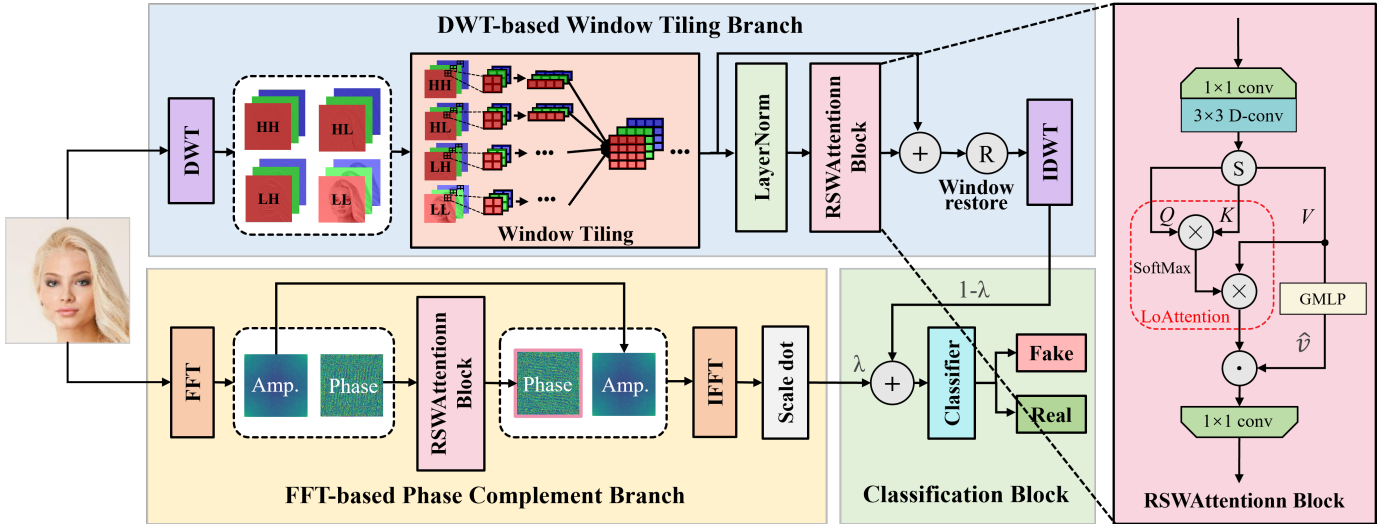 DWT-based Window Tiling Branch
DWT
HH
HL
LH
LL
HH
HL
LH
LL
...
...
...
Window Tiling
LayerNorm
RSWAttentionn
Block
+
R
Window
restore
IDWT
FFT
Amp.
Phase
RSWAttentionn
Block
Phase
Amp.
IFFT
Scale dot
FFT-based Phase Complement Branch
1-λ
λ
+
Classifier
Fake
Real
Classification Block
1×1 conv
3×3 D-conv
S
Q
K
V
×
SoftMax
×
LoAttention
GMLP
v̂
·
1×1 conv
RSWAttentionn Block